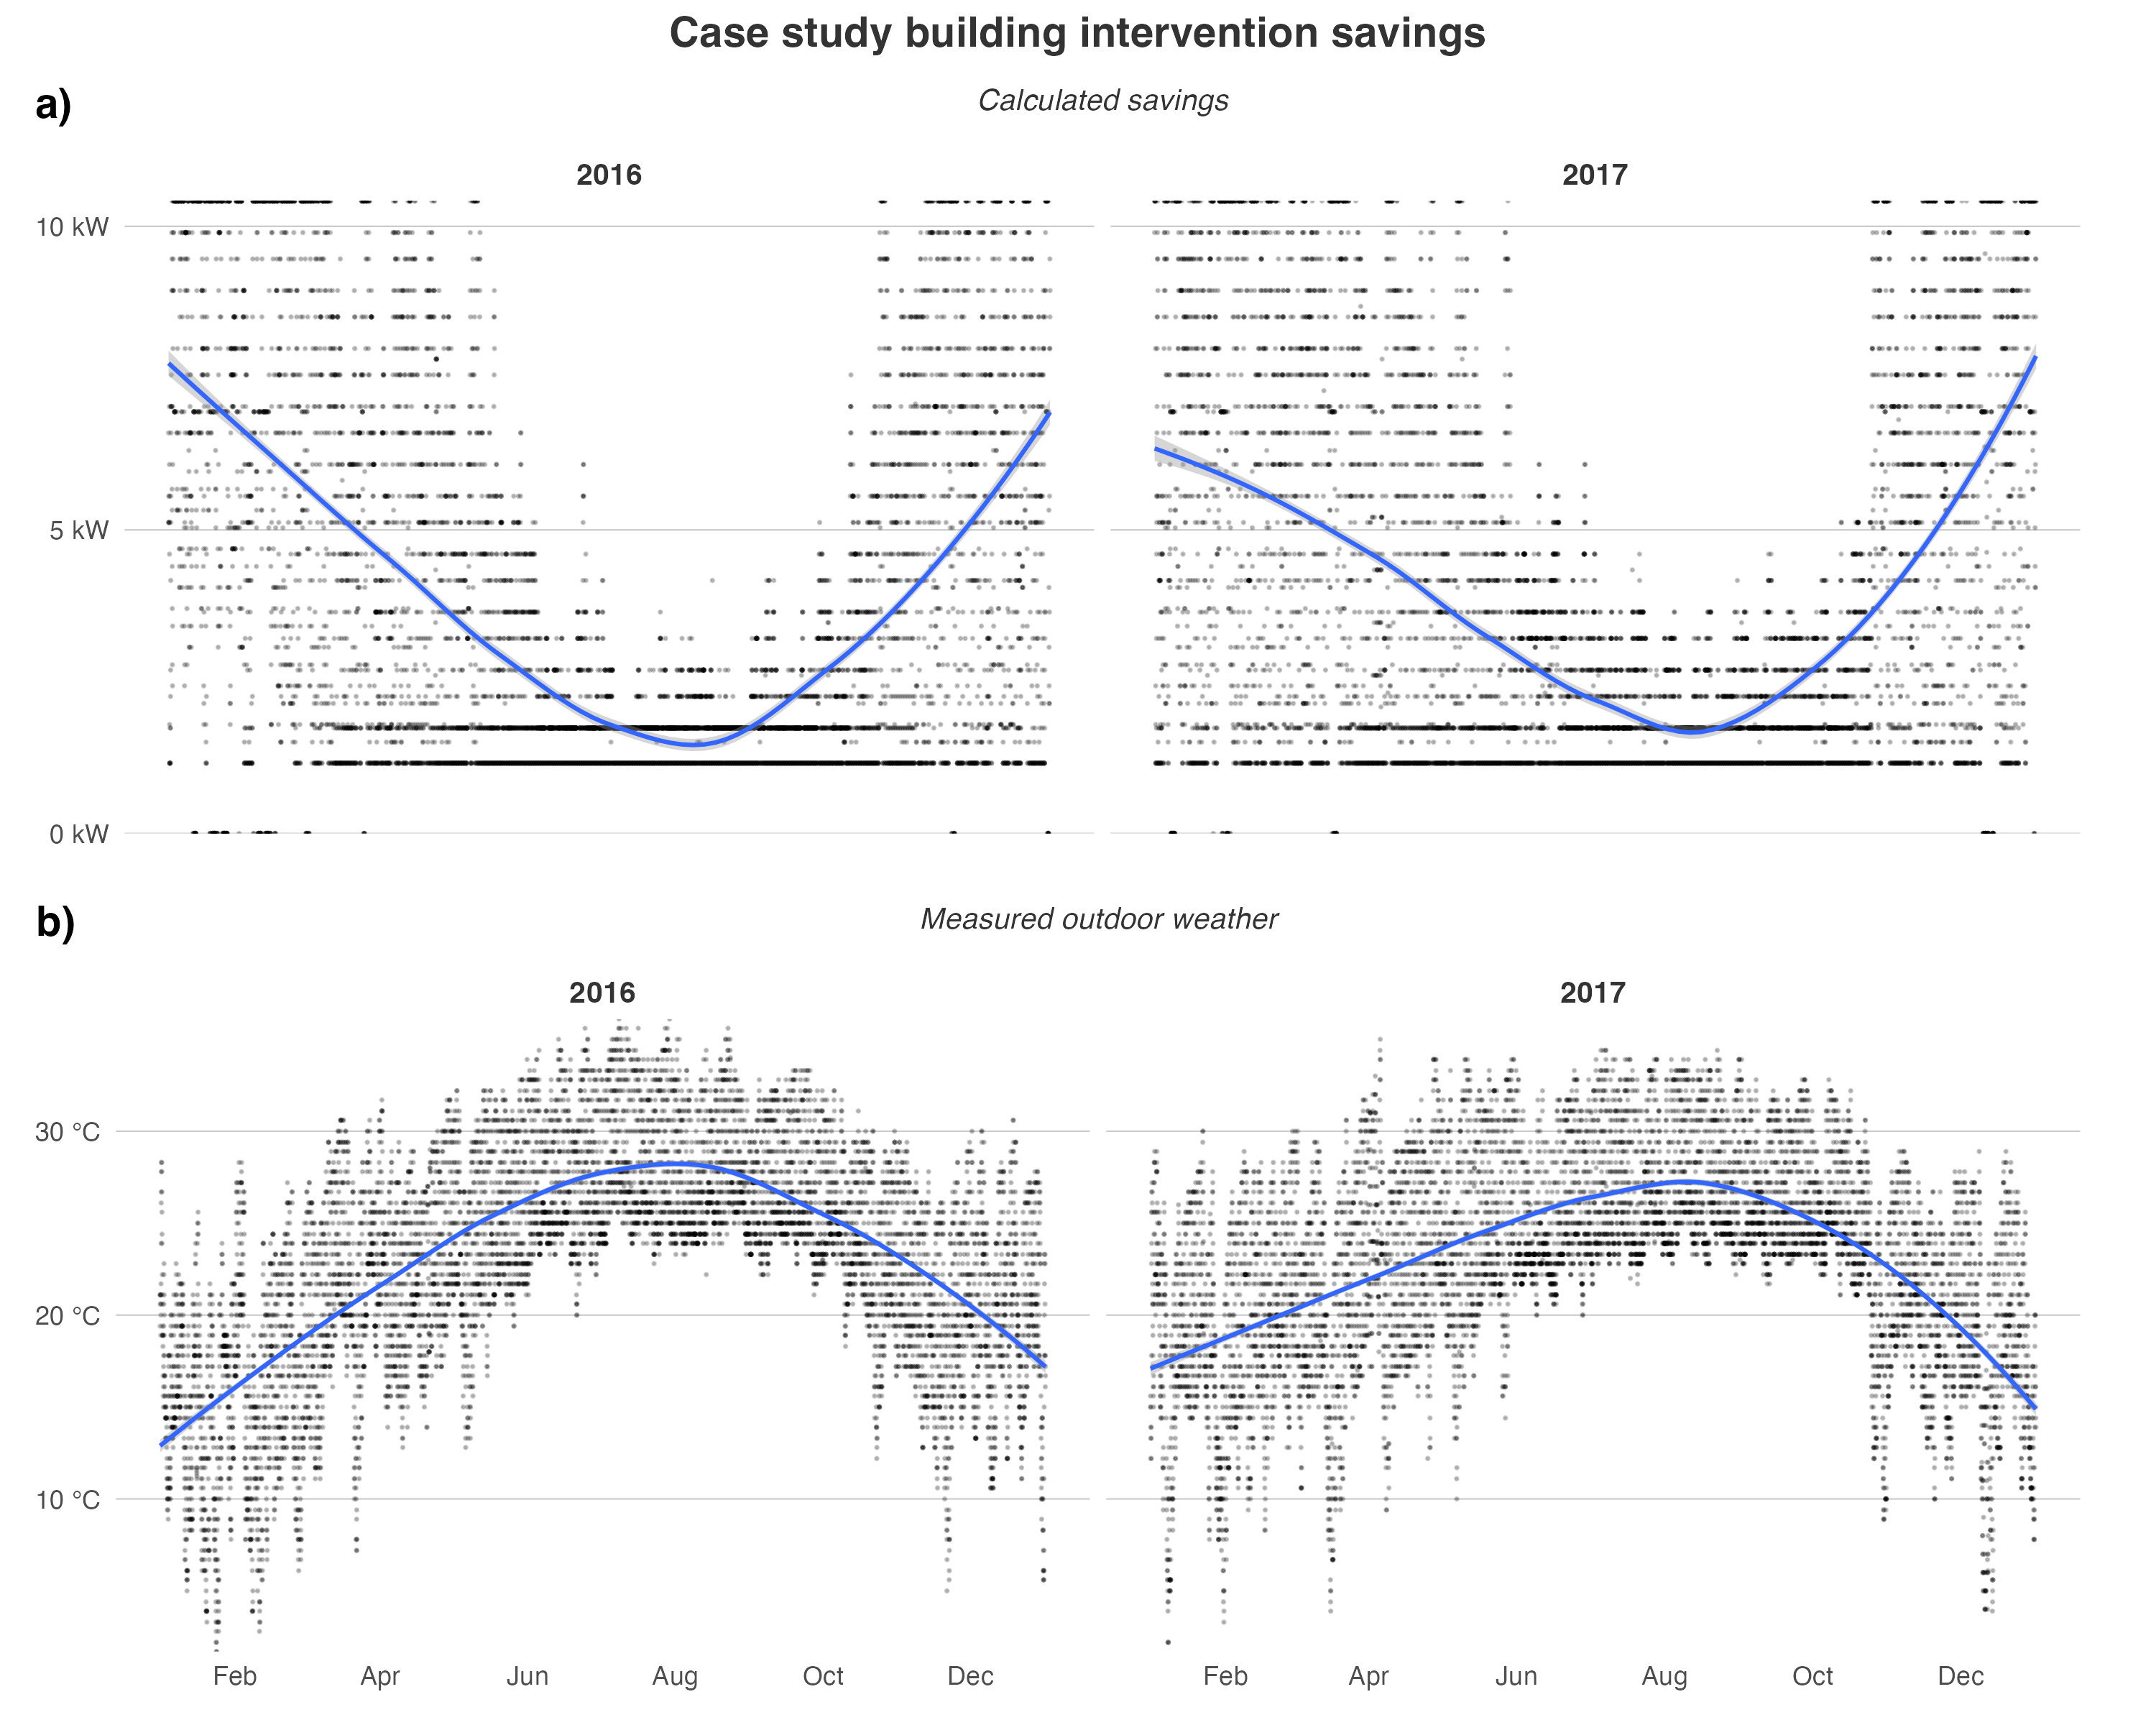 Case study building intervention savings
a)
Calculated savings
2016 2017
10 kW
5 kW
0 kW
b)
Measured outdoor weather
2016 2017
30 °C
20 °C
10 °C
Feb Apr Jun Aug Oct Dec Feb Apr Jun Aug Oct Dec